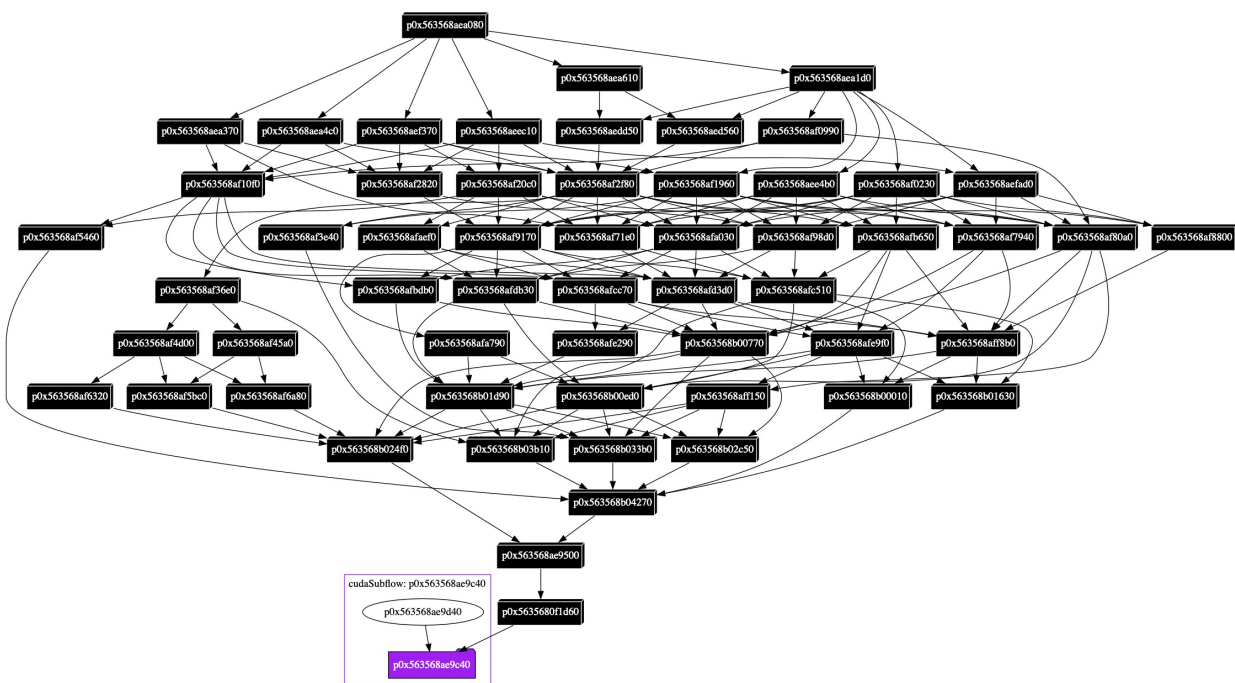 p0x563568aea080
p0x563568aea610
p0x563568aea1d0
p0x563568aea370
p0x563568aea4c0
p0x563568aef370
p0x563568aeec10
p0x563568aedd50
p0x563568aed560
p0x563568af0990
p0x563568af10f0
p0x563568af2820
p0x563568af20c0
p0x563568af2f80
p0x563568af1960
p0x563568aee4b0
p0x563568af0230
p0x563568aefad0
p0x563568af5460
p0x563568af3e40
p0x563568afaef0
p0x563568af9170
p0x563568af71e0
p0x563568afa030
p0x563568af98d0
p0x563568afb650
p0x563568af7940
p0x563568af80a0
p0x563568af8800
p0x563568af36e0
p0x563568afbdb0
p0x563568afdb30
p0x563568afcc70
p0x563568afd3d0
p0x563568afc510
p0x563568af4d00
p0x563568af45a0
p0x563568afa790
p0x563568afe290
p0x563568b00770
p0x563568afe9f0
p0x563568aff8b0
p0x563568af6320
p0x563568af5bc0
p0x563568af6a80
p0x563568b01d90
p0x563568b00ed0
p0x563568aff150
p0x563568b00010
p0x563568b01630
p0x563568b024f0
p0x563568b03b10
p0x563568b033b0
p0x563568b02c50
p0x563568b04270
p0x563568ae9500
cudaSubflow: p0x563568ae9c40
p0x563568ae9d40
p0x5635680f1d60
p0x563568ae9c40